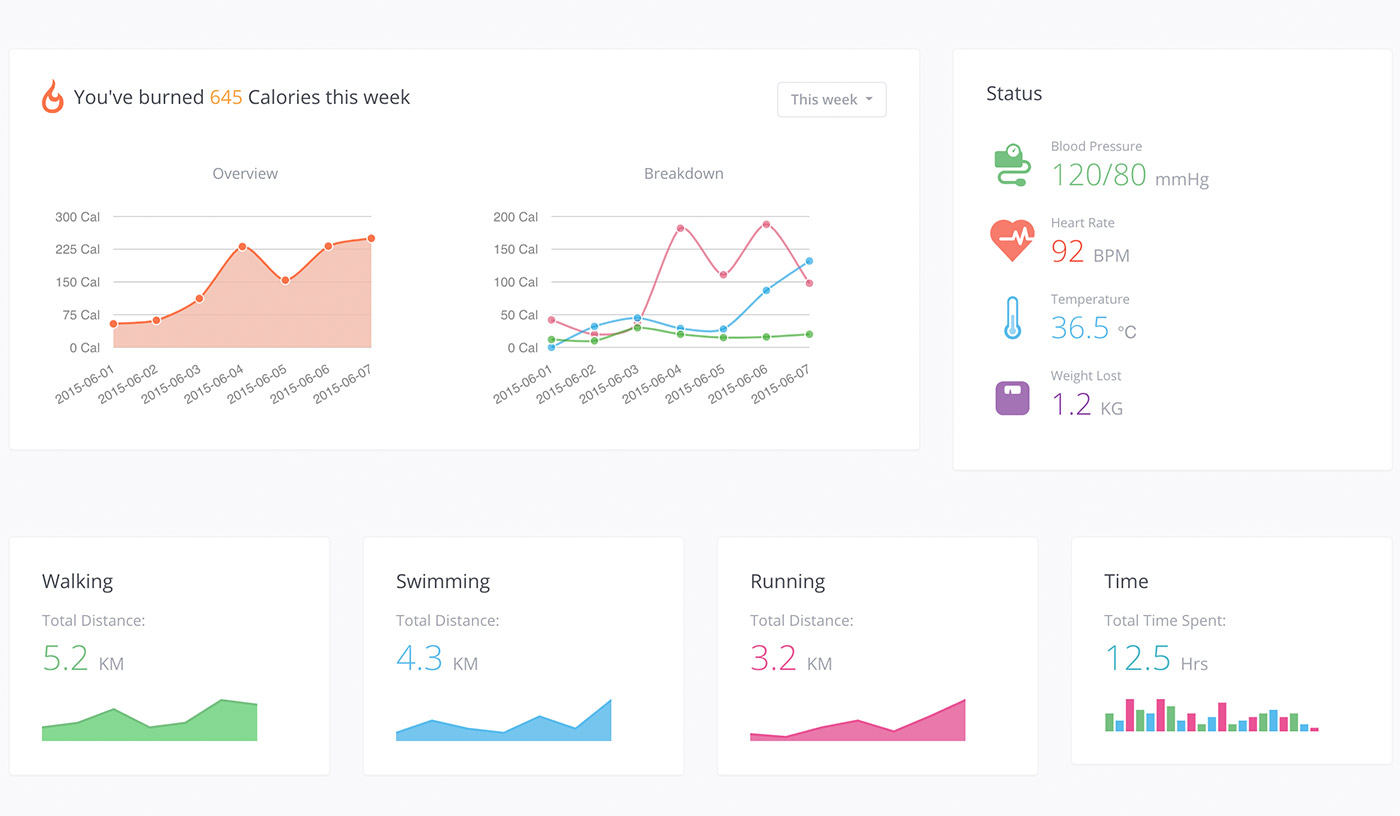 You've burned 645 Calories this week
This week
Overview
300 Cal
225 Cal
150 Cal
75 Cal
0 Cal
2015-06-01
2015-06-02
2015-06-03
2015-06-04
2015-06-05
2015-06-06
2015-06-07
Breakdown
200 Cal
150 Cal
100 Cal
50 Cal
0 Cal
2015-06-01
2015-06-02
2015-06-03
2015-06-04
2015-06-05
2015-06-06
2015-06-07
Status
Blood Pressure
120/80 mmHg
Heart Rate
92 BPM
Temperature
36.5 °C
Weight Lost
1.2 KG
Walking
Total Distance:
5.2 KM
Swimming
Total Distance:
4.3 KM
Running
Total Distance:
3.2 KM
Time
Total Time Spent:
12.5 Hrs